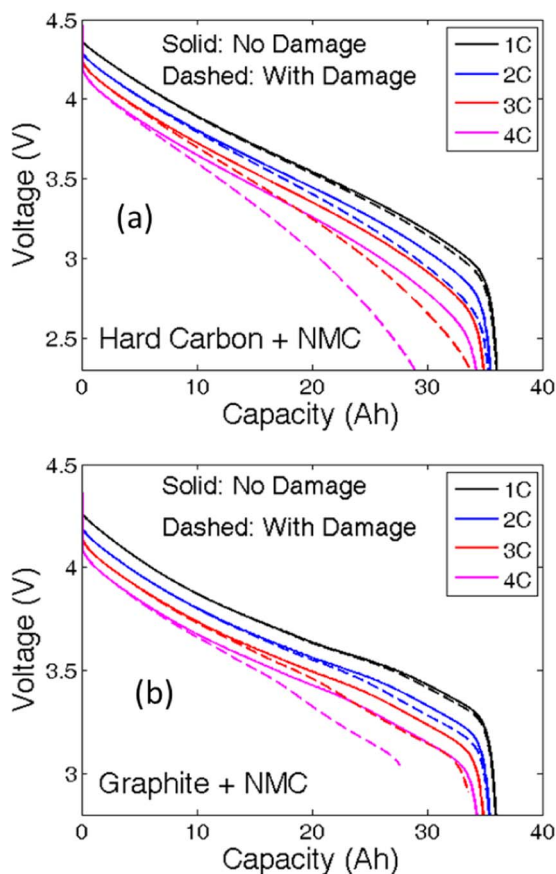 4.5
4
3.5
3
2.5
Voltage (V)
Solid: No Damage
Dashed: With Damage
1C
2C
3C
4C
(a)
Hard Carbon + NMC
0
10
20
30
40
Capacity (Ah)
4.5
4
3.5
3
Voltage (V)
Solid: No Damage
Dashed: With Damage
1C
2C
3C
4C
(b)
Graphite + NMC
0
10
20
30
40
Capacity (Ah)